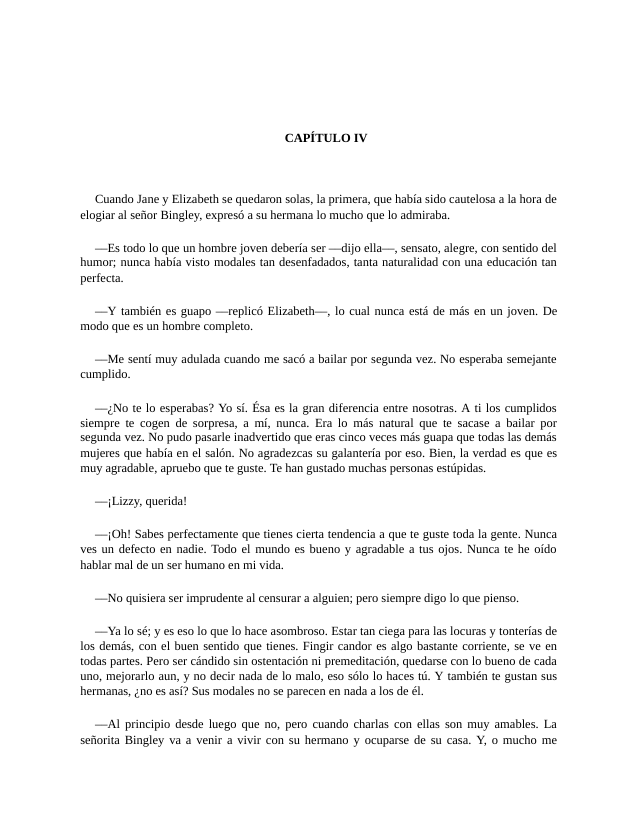 CAPÍTULO IV
Cuando Jane y Elizabeth se quedaron solas, la primera, que había sido cautelosa a la hora de
elogiar al señor Bingley, expresó a su hermana lo mucho que lo admiraba.
—Es todo lo que un hombre joven debería ser —dijo ella—, sensato, alegre, con sentido del
humor; nunca había visto modales tan desenfadados, tanta naturalidad con una educación tan
perfecta.
—Y también es guapo —replicó Elizabeth—, lo cual nunca está de más en un joven. De
modo que es un hombre completo.
—Me sentí muy adulada cuando me sacó a bailar por segunda vez. No esperaba semejante
cumplido.
—¿No te lo esperabas? Yo sí. Ésa es la gran diferencia entre nosotras. A ti los cumplidos
siempre te cogen de sorpresa, a mí, nunca. Era lo más natural que te sacase a bailar por
segunda vez. No pudo pasarle inadvertido que eras cinco veces más guapa que todas las demás
mujeres que había en el salón. No agradezcas su galantería por eso. Bien, la verdad es que es
muy agradable, apruebo que te guste. Te han gustado muchas personas estúpidas.
—¡Lizzy, querida!
—¡Oh! Sabes perfectamente que tienes cierta tendencia a que te guste toda la gente. Nunca
ves un defecto en nadie. Todo el mundo es bueno y agradable a tus ojos. Nunca te he oído
hablar mal de un ser humano en mi vida.
—No quisiera ser imprudente al censurar a alguien; pero siempre digo lo que pienso.
—Ya lo sé; y es eso lo que lo hace asombroso. Estar tan ciega para las locuras y tonterías de
los demás, con el buen sentido que tienes. Fingir candor es algo bastante corriente, se ve en
todas partes. Pero ser cándido sin ostentación ni premeditación, quedarse con lo bueno de cada
uno, mejorarlo aun, y no decir nada de lo malo, eso sólo lo haces tú. Y también te gustan sus
hermanas, ¿no es así? Sus modales no se parecen en nada a los de él.
—Al principio desde luego que no, pero cuando charlas con ellas son muy amables. La
señorita Bingley va a venir a vivir con su hermano y ocuparse de su casa. Y, o mucho me